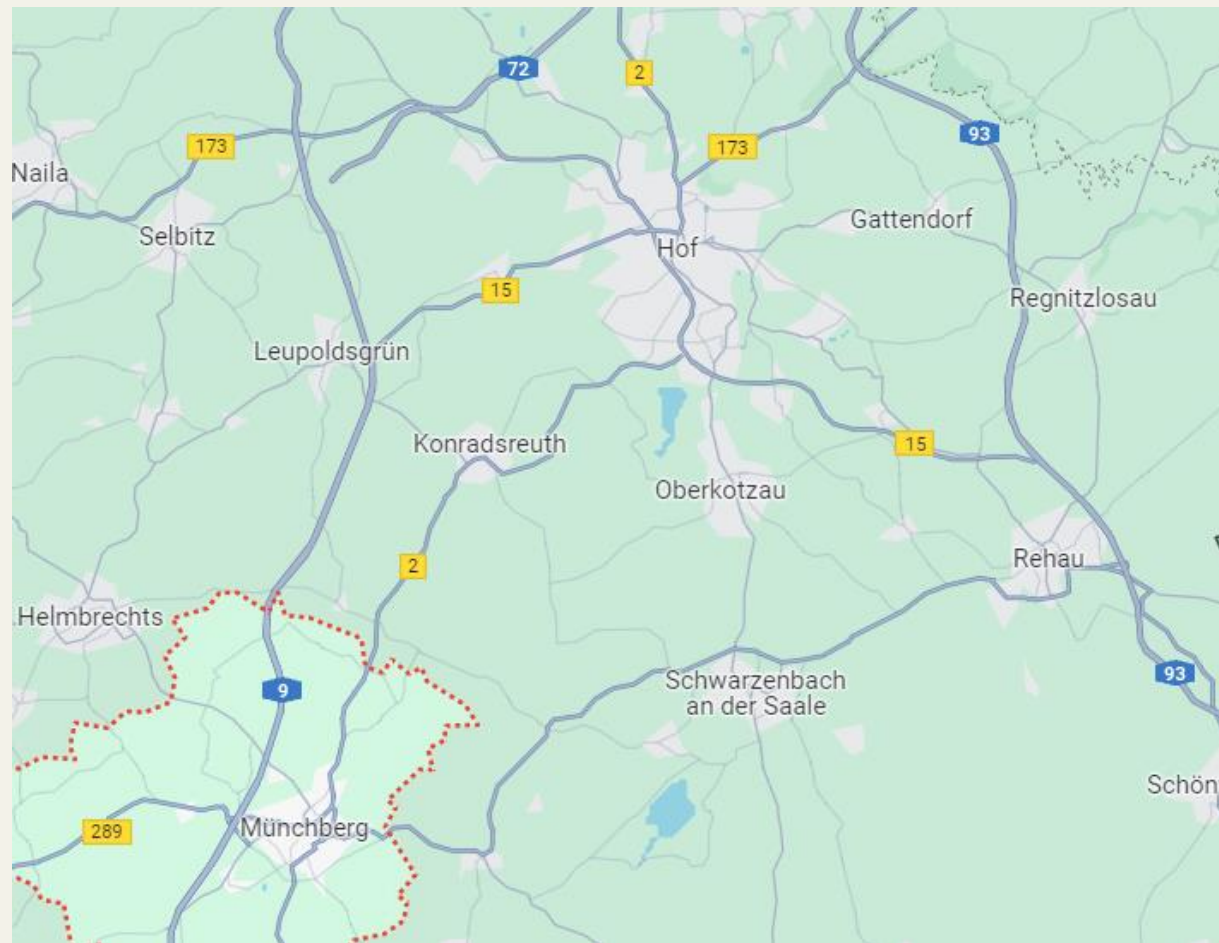 72
2
173
173
93
Naila
Gattendorf
Selbitz
Hof
15
Regnitzlosau
Leupoldsgrün
Konradsreuth
15
Oberkotzau
2
Rehau
Helmbrechts
93
9
Schwarzenbach
an der Saale
Schön
289
Münchberg